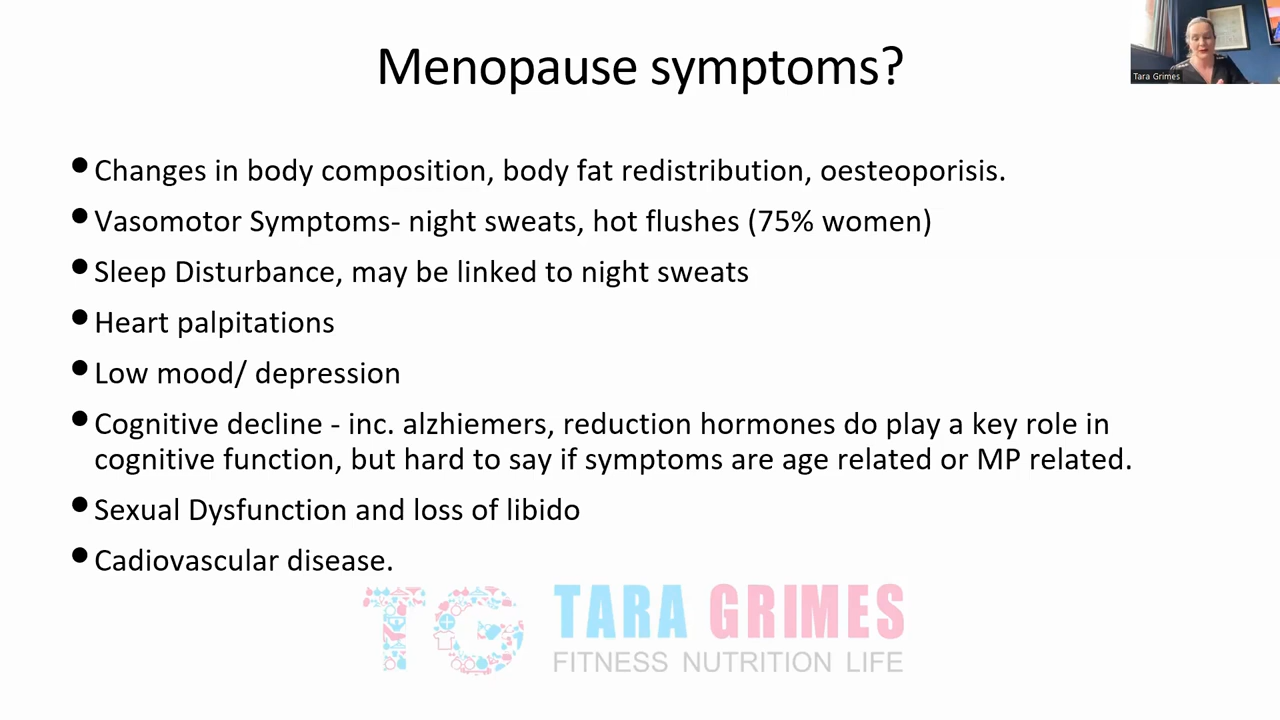 Menopause symptoms?
Tara Grimes
• Changes in body composition, body fat redistribution, oesteoporisis.
• Vasomotor Symptoms- night sweats, hot flushes (75% women)
• Sleep Disturbance, may be linked to night sweats
• Heart palpitations
• Low mood/ depression
• Cognitive decline - inc. alzhiemers, reduction hormones do play a key role in
cognitive function, but hard to say if symptoms are age related or MP related.
• Sexual Dysfunction and loss of libido
• Cadiovascular disease.
TG TARA GRIMES
FITNESS NUTRITION LIFE